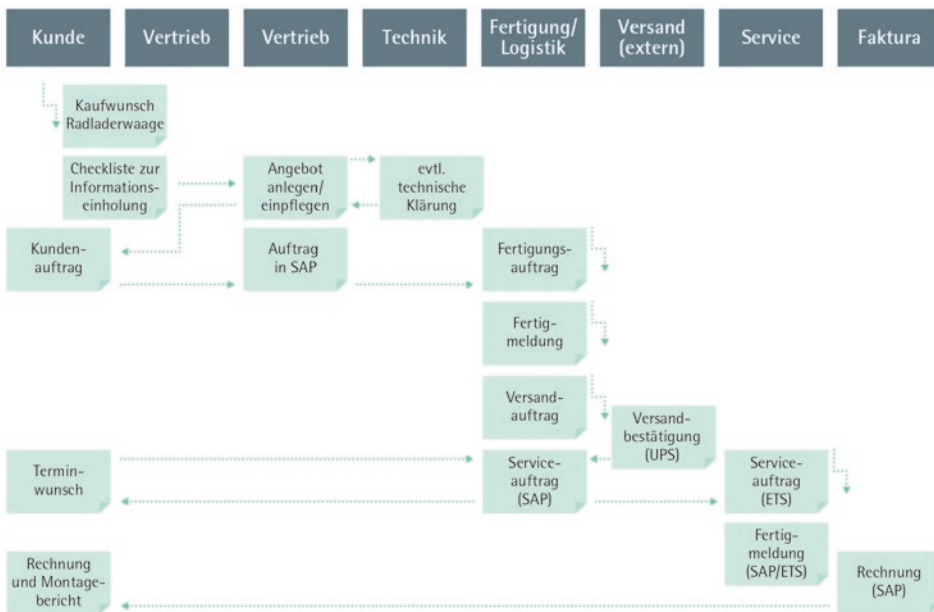 Kunde
Vertrieb
Vertrieb
Technik
Fertigung/
Logistik
Versand
(extern)
Service
Faktura
Kaufwunsch
Radladerwaage
Checkliste zur
Informations-
einholung
Angebot
anlegen/
einpflegen
evtl.
technische
Klärung
Kunden-
auftrag
Auftrag
in SAP
Fertigungs-
auftrag
Fertig-
meldung
Versand-
auftrag
Versand-
bestätigung
(UPS)
Termin-
wunsch
Service-
auftrag
(SAP)
Service-
auftrag
(ETS)
Fertig-
meldung
(SAP/ETS)
Rechnung
und Montage-
bericht
Rechnung
(SAP)